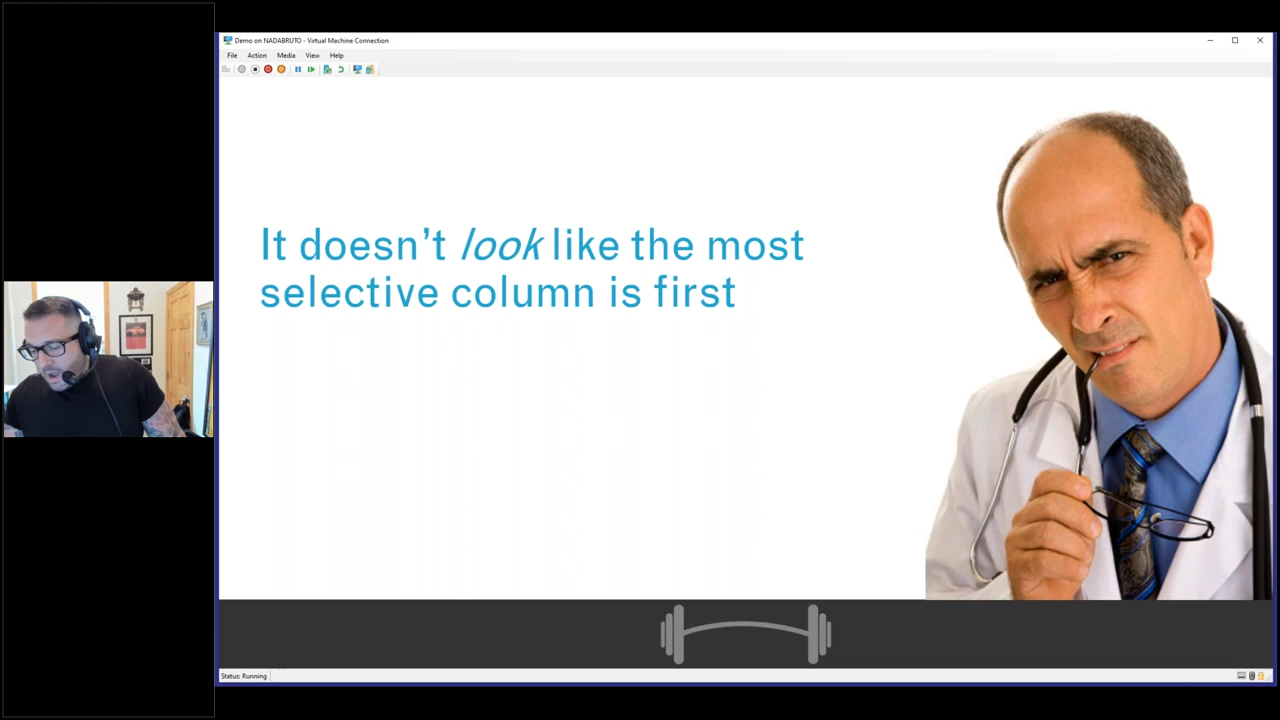 Demo on NADABRUTO - Virtual Machine Connection
File Action Media View Help
It doesn’t look like the most
selective column is first
Status: Running